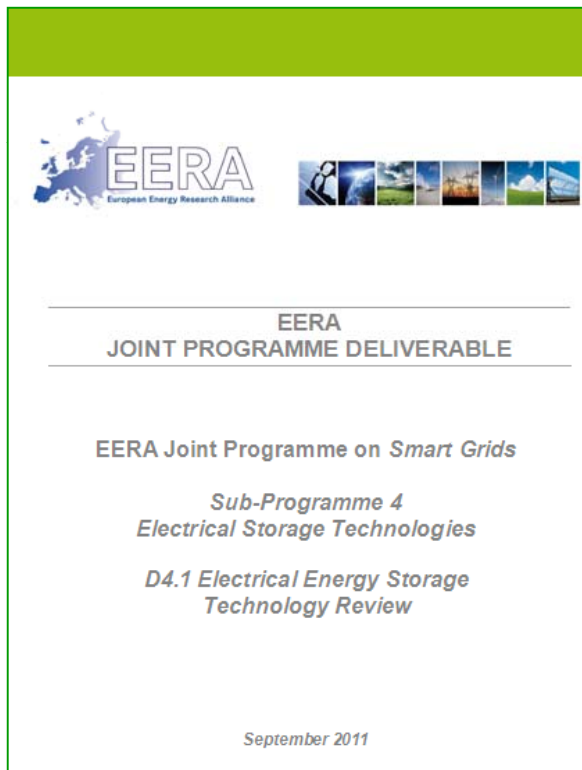 EERA
European Energy Research Alliance
EERA
JOINT PROGRAMME DELIVERABLE
EERA Joint Programme on Smart Grids
Sub-Programme 4
Electrical Storage Technologies
D4.1 Electrical Energy Storage
Technology Review
September 2011